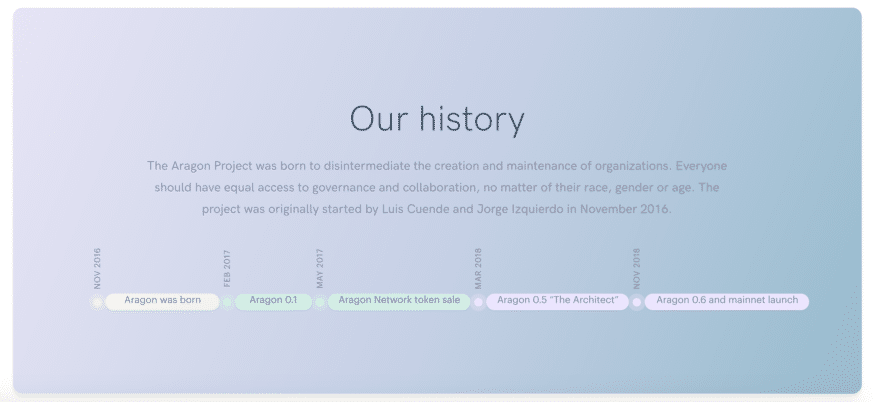 Our history
The Aragon Project was born to disintermediate the creation and maintenance of organizations. Everyone
should have equal access to governance and collaboration, no matter of their race, gender or age. The
project was originally started by Luis Cuende and Jorge Izquierdo in November 2016.
NOV 2016
FEB 2017
MAY 2017
MAR 2018
NOV 2018
Aragon was born
Aragon 0.1
Aragon Network token sale
Aragon 0.5 "The Architect"
Aragon 0.6 and mainnet launch